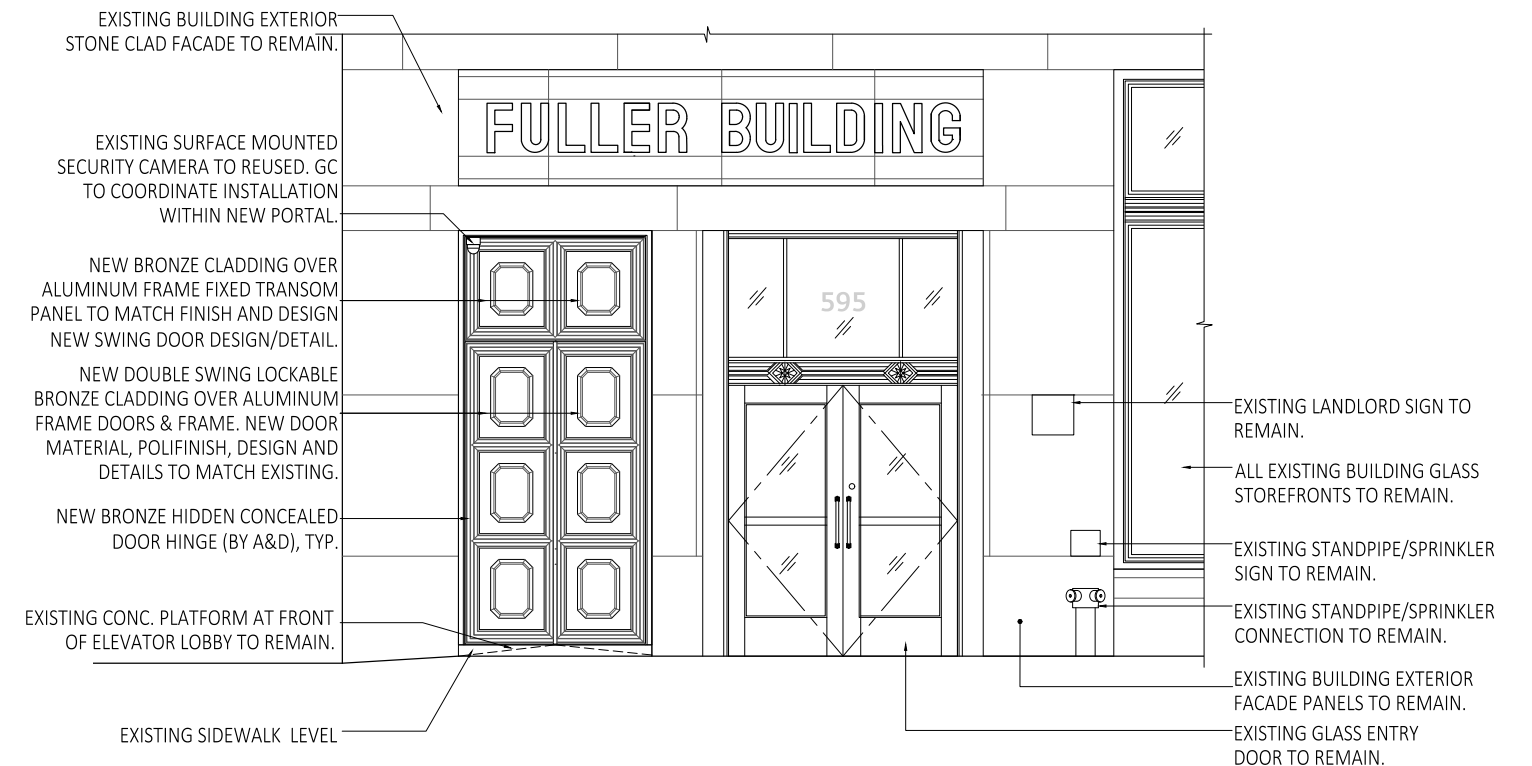 EXISTING BUILDING EXTERIOR
STONE CLAD FACADE TO REMAIN.
FULLER BUILDING
EXISTING SURFACE MOUNTED
SECURITY CAMERA TO REUSED. GC
TO COORDINATE INSTALLATION
WITHIN NEW PORTAL.
NEW BRONZE CLADDING OVER
ALUMINUM FRAME FIXED TRANSOM
PANEL TO MATCH FINISH AND DESIGN
NEW SWING DOOR DESIGN/DETAIL.
595
NEW DOUBLE SWING LOCKABLE
BRONZE CLADDING OVER ALUMINUM
FRAME DOORS & FRAME. NEW DOOR
MATERIAL, POLIFINISH, DESIGN AND
DETAILS TO MATCH EXISTING.
NEW BRONZE HIDDEN CONCEALED
DOOR HINGE (BY A&D), TYP.
EXISTING CONC. PLATFORM AT FRONT
OF ELEVATOR LOBBY TO REMAIN.
EXISTING SIDEWALK LEVEL
EXISTING LANDLORD SIGN TO
REMAIN.
ALL EXISTING BUILDING GLASS
STOREFRONTS TO REMAIN.
EXISTING STANDPIPE/SPRINKLER
SIGN TO REMAIN.
EXISTING STANDPIPE/SPRINKLER
CONNECTION TO REMAIN.
EXISTING BUILDING EXTERIOR
FACADE PANELS TO REMAIN.
EXISTING GLASS ENTRY
DOOR TO REMAIN.